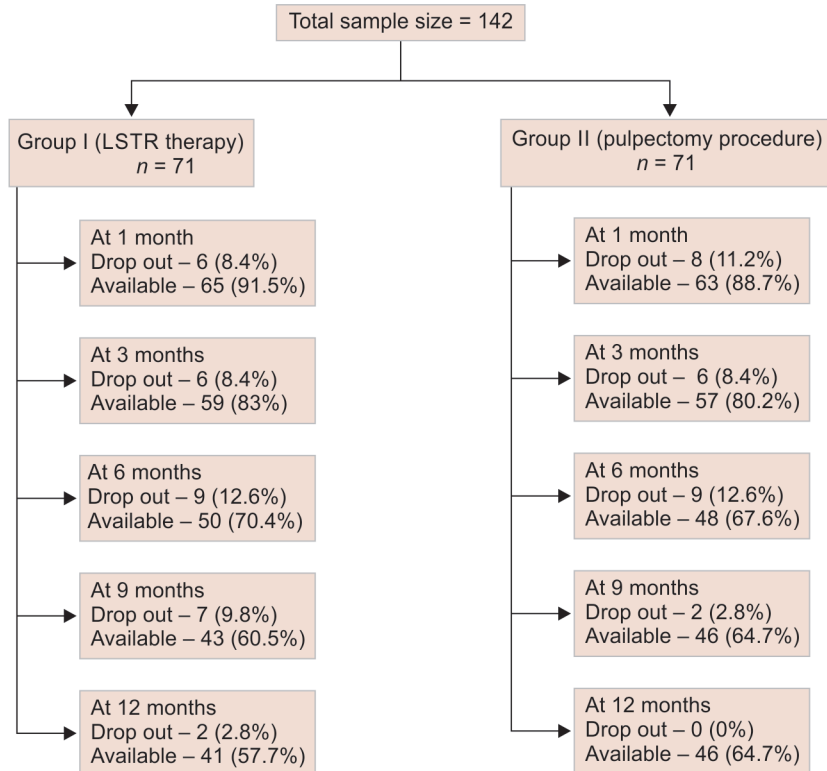 Total sample size = 142
Group I (LSTR therapy)
n = 71
At 1 month
Drop out – 6 (8.4%)
Available – 65 (91.5%)
At 3 months
Drop out – 6 (8.4%)
Available – 59 (83%)
At 6 months
Drop out – 9 (12.6%)
Available – 50 (70.4%)
At 9 months
Drop out – 7 (9.8%)
Available – 43 (60.5%)
At 12 months
Drop out – 2 (2.8%)
Available – 41 (57.7%)
Group II (pulpectomy procedure)
n = 71
At 1 month
Drop out – 8 (11.2%)
Available – 63 (88.7%)
At 3 months
Drop out – 6 (8.4%)
Available – 57 (80.2%)
At 6 months
Drop out – 9 (12.6%)
Available – 48 (67.6%)
At 9 months
Drop out – 2 (2.8%)
Available – 46 (64.7%)
At 12 months
Drop out – 0 (0%)
Available – 46 (64.7%)